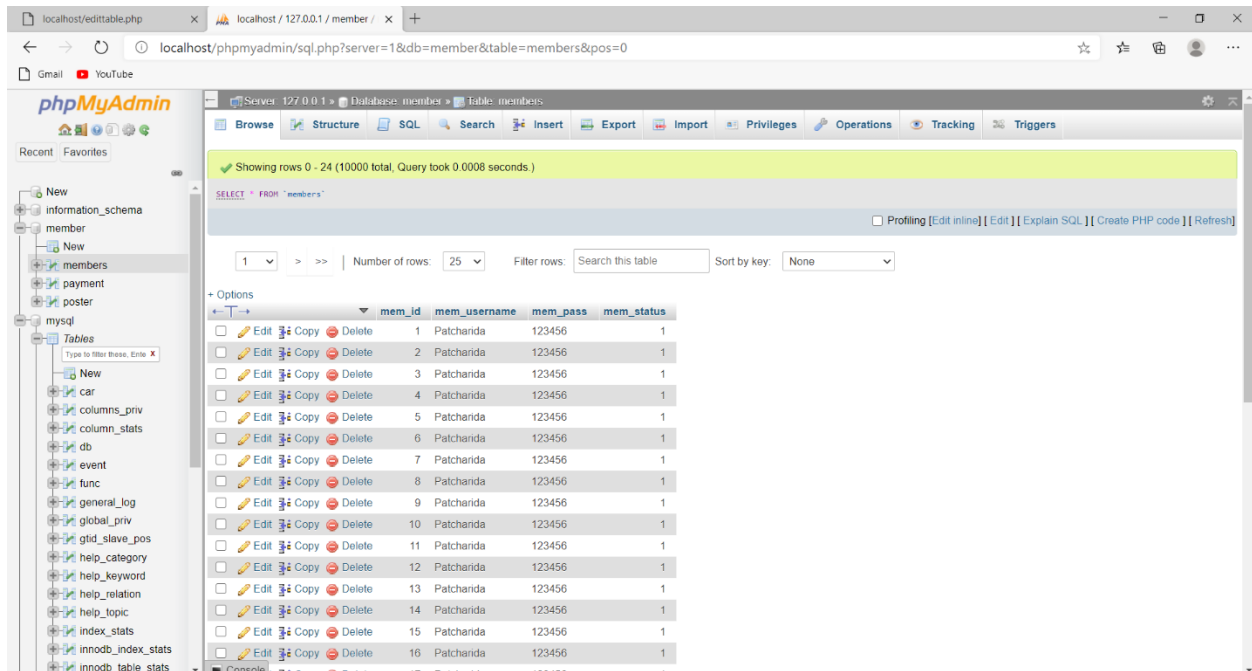 localhost/edittable.php
localhost / 127.0.0.1 / member /
localhost/phpmyadmin/sql.php?server=1&db=member&table=members&pos=0
Gmail YouTube
phpMyAdmin
Recent Favorites
New
information_schema
member
New
members
payment
poster
mysql
Tables
Type to filter these, Ente X
New
car
columns_priv
column_stats
db
event
func
general_log
global_priv
gtid_slave_pos
help_category
help_keyword
help_relation
help_topic
index_stats
innodb_index_stats
innodb_table_stats
Server: 127.0.0.1 » Database: member » Table: members
Browse Structure SQL Search Insert Export Import Privileges Operations Tracking Triggers
Showing rows 0 - 24 (10000 total, Query took 0.0008 seconds.)
SELECT * FROM `members`
Profiling [Edit inline] [ Edit ] [ Explain SQL ] [ Create PHP code ] [ Refresh]
1 > >> Number of rows: 25 Filter rows: Search this table Sort by key: None
+ Options
mem_id mem_username mem_pass mem_status
Edit Copy Delete 1 Patcharida 123456 1
Edit Copy Delete 2 Patcharida 123456 1
Edit Copy Delete 3 Patcharida 123456 1
Edit Copy Delete 4 Patcharida 123456 1
Edit Copy Delete 5 Patcharida 123456 1
Edit Copy Delete 6 Patcharida 123456 1
Edit Copy Delete 7 Patcharida 123456 1
Edit Copy Delete 8 Patcharida 123456 1
Edit Copy Delete 9 Patcharida 123456 1
Edit Copy Delete 10 Patcharida 123456 1
Edit Copy Delete 11 Patcharida 123456 1
Edit Copy Delete 12 Patcharida 123456 1
Edit Copy Delete 13 Patcharida 123456 1
Edit Copy Delete 14 Patcharida 123456 1
Edit Copy Delete 15 Patcharida 123456 1
Edit Copy Delete 16 Patcharida 123456 1
Console